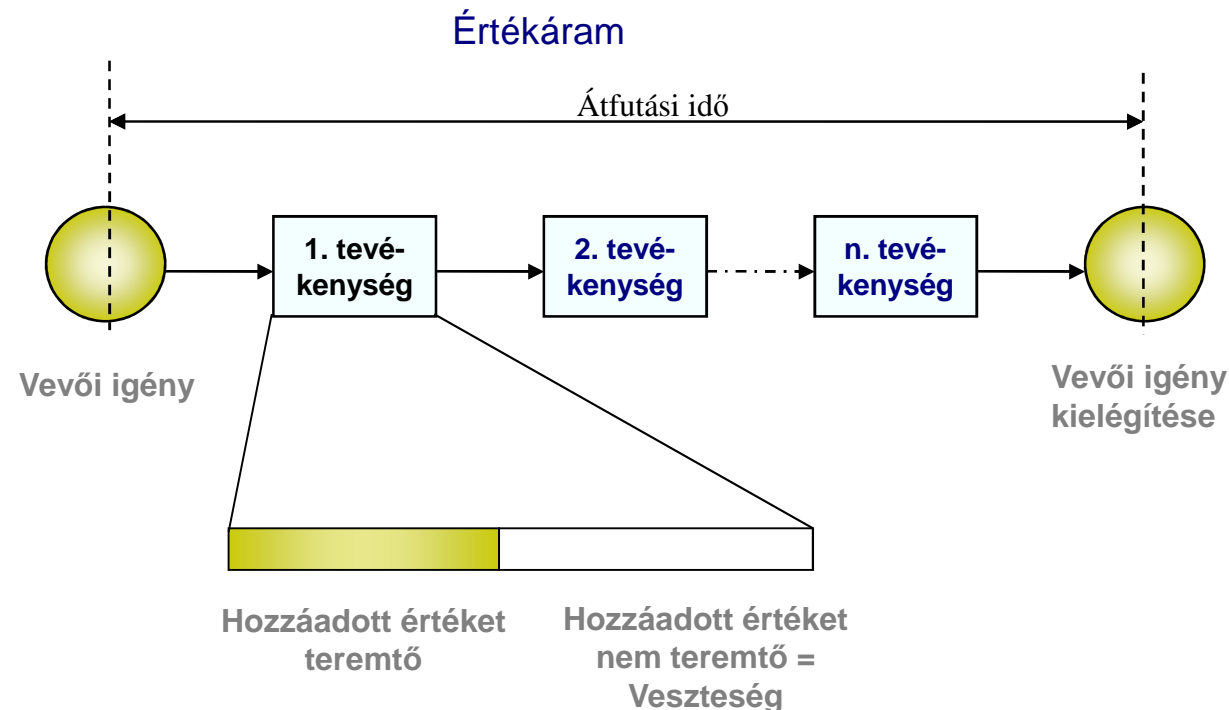 Értékáram
Átfutási idő
1. tevé-
kenység
2. tevé-
kenység
n. tevé-
kenység
Vevői igény
Vevői igény
kielégítése
Hozzáadott értéket
teremtő
Hozzáadott értéket
nem teremtő =
Veszteség